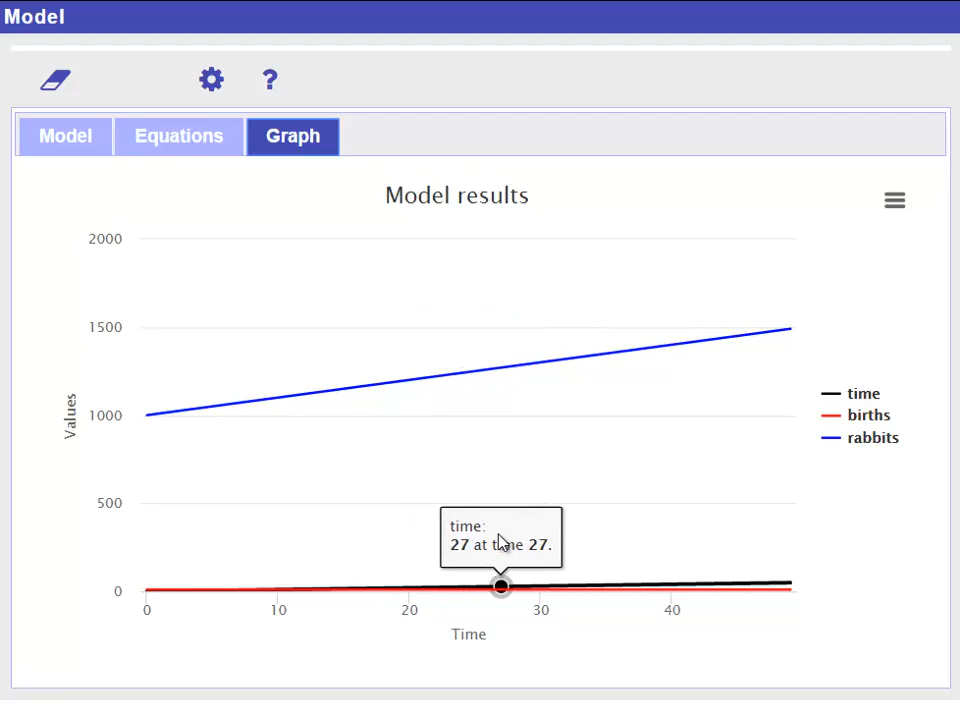 Model
?
Model Equations Graph
Model results
2000
1500
1000
500
0
Values
time:
27 at time 27.
0 10 20 30 40
Time
time
births
rabbits